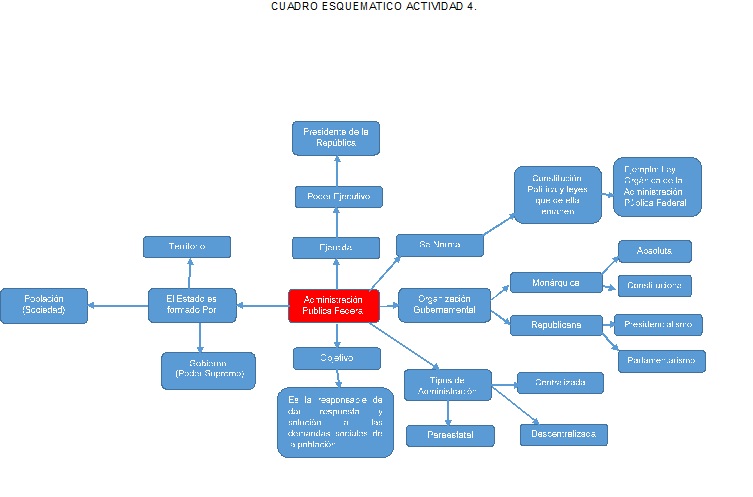 CUADRO ESQUEMATICO ACTIVIDAD 4.
Presidente de la
República
Poder Ejecutivo
Ejercida
Se Norma
Constitución
Política y leyes
que de ella
emanen
Ejemplo: Ley
Orgánica de la
Administración
Pública Federal
Territorio
Población
(Sociedad)
El Estado es
formado Por
Gobierno
(Poder Supremo)
Administración
Publica Federal
Organización
Gubernamental
Monárquica
Absoluta
Constitucional
Republicana
Presidencialismo
Parlamentarismo
Objetivo
Es la responsable de
dar respuesta y
solución a las
demandas sociales de
la población
Tipos de
Administración
Centralizada
Paraestatal
Descentralizada